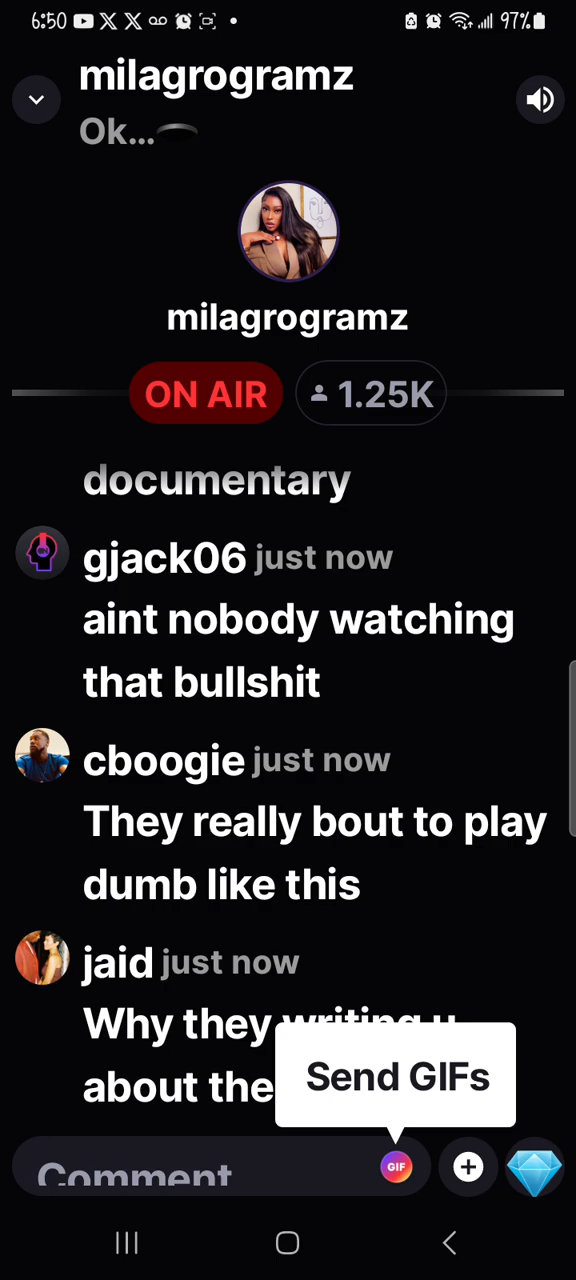 6:50 97%
milagrogramz
Ok...
milagrogramz
ON AIR 1.25K
documentary
gjack06 just now
aint nobody watching
that bullshit
cboogie just now
They really bout to play
dumb like this
jaid just now
Why they writing u
about the
Send GIFs
Comment GIF